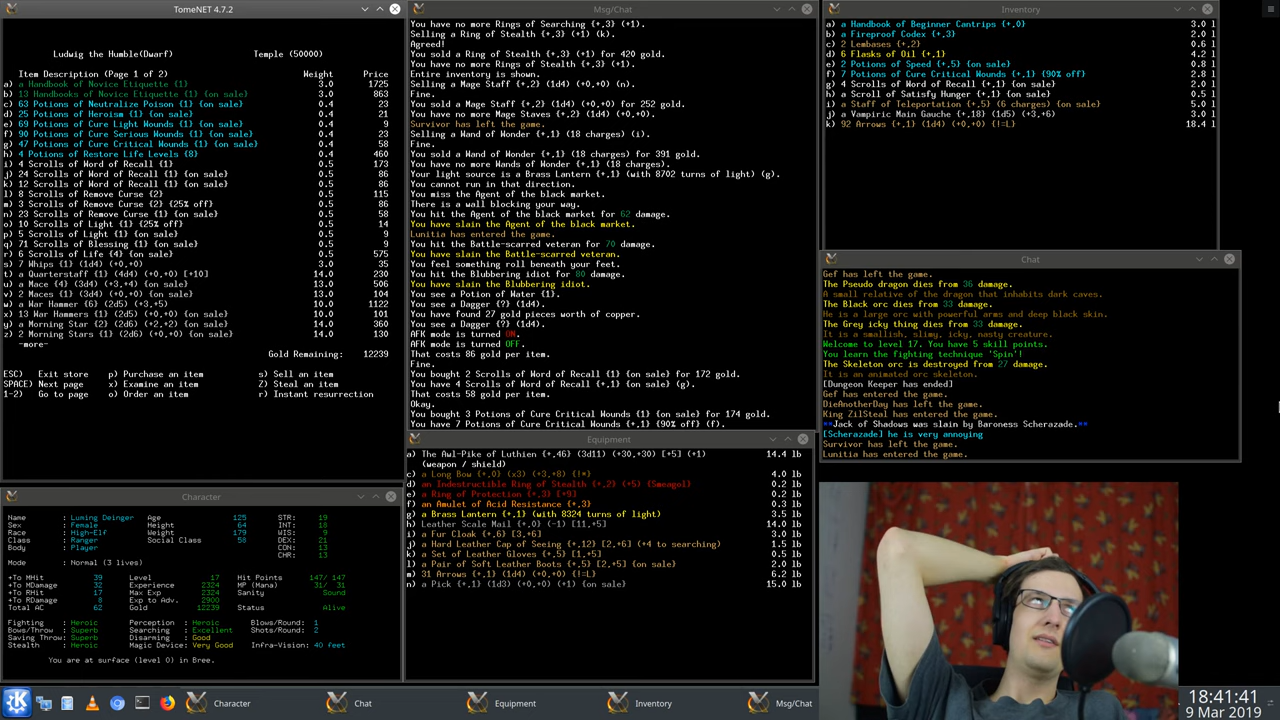 TomeNET 4.7.2
Ludwig the Humble(Dwarf) Temple (50000)
Item Description (Page 1 of 2) Weight Price
a) a Handbook of Novice Etiquette {1} 3.0 1725
b) 13 Handbooks of Novice Etiquette {1} {on sale} 3.0 863
c) 63 Potions of Neutralize Poison {1} {on sale} 0.4 23
d) 25 Potions of Heroism {1} {on sale} 0.4 21
e) 69 Potions of Cure Light Wounds {1} {on sale} 0.4 9
f) 90 Potions of Cure Serious Wounds {1} {on sale} 0.4 23
g) 47 Potions of Cure Critical Wounds {1} {on sale} 0.4 58
h) 4 Potions of Restore Life Levels {8} 0.4 460
i) 4 Scrolls of Word of Recall {1} 0.5 173
j) 24 Scrolls of Word of Recall {1} {on sale} 0.5 86
k) 12 Scrolls of Word of Recall {1} {on sale} 0.5 86
l) 8 Scrolls of Remove Curse {2} 0.5 115
m) 3 Scrolls of Remove Curse {2} {25% off} 0.5 86
n) 23 Scrolls of Remove Curse {1} {on sale} 0.5 58
o) 10 Scrolls of Light {1} {25% off} 0.5 14
p) 5 Scrolls of Light {1} {on sale} 0.5 9
q) 71 Scrolls of Blessing {1} {on sale} 0.5 9
r) 6 Scrolls of Life {4} {on sale} 0.5 575
s) 7 Whips {1} (1d4) (+0,+0) 3.0 35
t) a Quarterstaff {1} (4d4) (+0,+0) [+10] 14.0 230
u) a Mace {4} (3d4) (+3,+2) 13.0 506
v) 2 Maces {1} (3d4) (+0,+0) {on sale} 13.0 104
w) a War Hammer {6} (2d5) (+3,+5) 10.0 1122
x) 13 War Hammers {1} (2d5) (+0,+0) {on sale} 10.0 101
y) a Morning Star {2} (2d6) (+2,+2) {on sale} 14.0 360
z) 2 Morning Stars {1} (2d6) (+0,+0) {on sale} 14.0 130
-more-
Gold Remaining: 12239
ESC) Exit store p) Purchase an item s) Sell an item
SPACE) Next page x) Examine an item Z) Steal an item
1-2) Go to page o) Order an item r) Instant resurrection
Msg/Chat
You have no more Rings of Searching {+,3} (+1).
Selling a Ring of Stealth {+,3} (+1) (k).
Agreed!
You sold a Ring of Stealth {+,3} (+1) for 420 gold.
You have no more Rings of Stealth {+,3} (+1).
Entire inventory is shown.
Selling a Mage Staff {+,2} (1d4) (+0,+0) (n).
Fine.
You sold a Mage Staff {+,2} (1d4) (+0,+0) for 252 gold.
You have no more Mage Staves {+,2} (1d4) (+0,+0).
Survivor has left the game.
Selling a Wand of Wonder {+,1} (18 charges) (i).
Fine.
You sold a Wand of Wonder {+,1} (18 charges) for 391 gold.
You have no more Wands of Wonder {+,1} (18 charges).
Your light source is a Brass Lantern {+,1} (with 8702 turns of light) (g).
You cannot run in that direction.
You miss the Agent of the black market.
There is a wall blocking your way.
You hit the Agent of the black market for 62 damage.
You have slain the Agent of the black market.
Lunitia has entered the game.
You hit the Battle-scarred veteran for 70 damage.
You have slain the Battle-scarred veteran.
You feel something roll beneath your feet.
You hit the Blubbering idiot for 80 damage.
You have slain the Blubbering idiot.
You see a Potion of Water {1}.
You see a Dagger {?} (1d4).
You have found 27 gold pieces worth of copper.
You see a Dagger {?} (1d4).
AFK mode is turned ON.
AFK mode is turned OFF.
That costs 86 gold per item.
Fine.
You bought 2 Scrolls of Word of Recall {1} {on sale} for 172 gold.
You have 4 Scrolls of Word of Recall {+,1} (g).
That costs 58 gold per item.
Okay.
You bought 3 Potions of Cure Critical Wounds {1} {on sale} for 174 gold.
You have 7 Potions of Cure Critical Wounds {+,1} {90% off} (f).
Inventory
a) a Handbook of Beginner Cantrips {+,0} 3.0 l
b) a Fireproof Codex {+,3} 2.0 l
c) 2 Lembases {+,2} 0.6 l
d) 6 Flasks of Oil {+,1} 4.2 l
e) 2 Potions of Speed {+,5} {on sale} 0.8 l
f) 7 Potions of Cure Critical Wounds {+,1} {90% off} 2.8 l
g) 4 Scrolls of Word of Recall {+,1} 2.0 l
h) a Scroll of Satisfy Hunger {+,1} {on sale} 0.5 l
i) a Staff of Teleportation {+,5} (6 charges) {on sale} 5.0 l
j) a Vampiric Main Gauche {+,18} (1d5) (+3,+6) 3.0 l
k) 92 Arrows {+,1} (1d4) (+0,+0) {!=L} 18.4 l
Chat
Gef has left the game.
The Pseudo dragon dies from 36 damage.
A small relative of the dragon that inhabits dark caves.
The Black orc dies from 33 damage.
He is a large orc with powerful arms and deep black skin.
The Grey icky thing dies from 33 damage.
It is a smallish, slimy, icky, nasty creature.
Welcome to level 17. You have 5 skill points.
You learn the fighting technique 'Spin'!
The Skeleton orc is destroyed from 27 damage.
It is an animated orc skeleton.
[Dungeon Keeper has ended]
Gef has entered the game.
DieAnotherDay has left the game.
King ZilSteal has entered the game.
**Jack of Shadows was slain by Baroness Scherazade.**
[Scherazade] he is very annoying
Survivor has left the game.
Lunitia has entered the game.
Equipment
a) The Awl-Pike of Luthien {+,46} (3d11) (+30,+30) [+5] (+1) 14.4 lb
(weapon / shield)
c) a Long Bow {+,0} (x3) (+3,+8) {!*} 4.0 lb
d) an Indestructible Ring of Stealth {+,2} (+5) {Smeagol} 0.2 lb
e) a Ring of Protection {+,3} [+9] 0.2 lb
f) an Amulet of Acid Resistance {+,3} 0.3 lb
g) a Brass Lantern {+,1} (with 8324 turns of light) 3.5 lb
h) Leather Scale Mail {+,0} (-1) [11,+5] 14.0 lb
i) a Fur Cloak {+,6} [3,+6] 3.0 lb
j) a Hard Leather Cap of Seeing {+,12} [2,+6] (+4 to searching) 1.5 lb
k) a Set of Leather Gloves {+,5} [1,+5] 0.5 lb
l) a Pair of Soft Leather Boots {+,5} [2,+5] {on sale} 2.0 lb
m) 31 Arrows {+,1} (1d4) (+0,+0) {!=L} 6.2 lb
n) a Pick {+,1} (1d3) (+0,+0) (+1) {on sale} 15.0 lb
Character
Name : Luming Deinger Age 125 STR: 19
Sex : Female Height 64 INT: 18
Race : High-Elf Weight 179 WIS: 9
Class : Ranger Social Class 58 DEX: 21
Body : Player CON: 13
CHR: 13
Mode : Normal (3 lives)
+To MHit 39 Level 17 Hit Points 147/ 147
+To MDamage 32 Experience 2324 MP (Mana) 31/ 31
+To RHit 17 Max Exp 2324 Sanity Sound
+To RDamage 8 Exp to Adv. 2900
Total AC 62 Gold 12239 Status Alive
Fighting : Heroic Perception : Heroic Blows/Round: 1
Bows/Throw : Superb Searching : Excellent Shots/Round: 2
Saving Throw: Superb Disarming : Good
Stealth : Heroic Magic Device: Very Good Infra-Vision: 40 feet
You are at surface (level 0) in Bree.
Character
Chat
Equipment
Inventory
Msg/Chat
18:41:41
9 Mar 2019